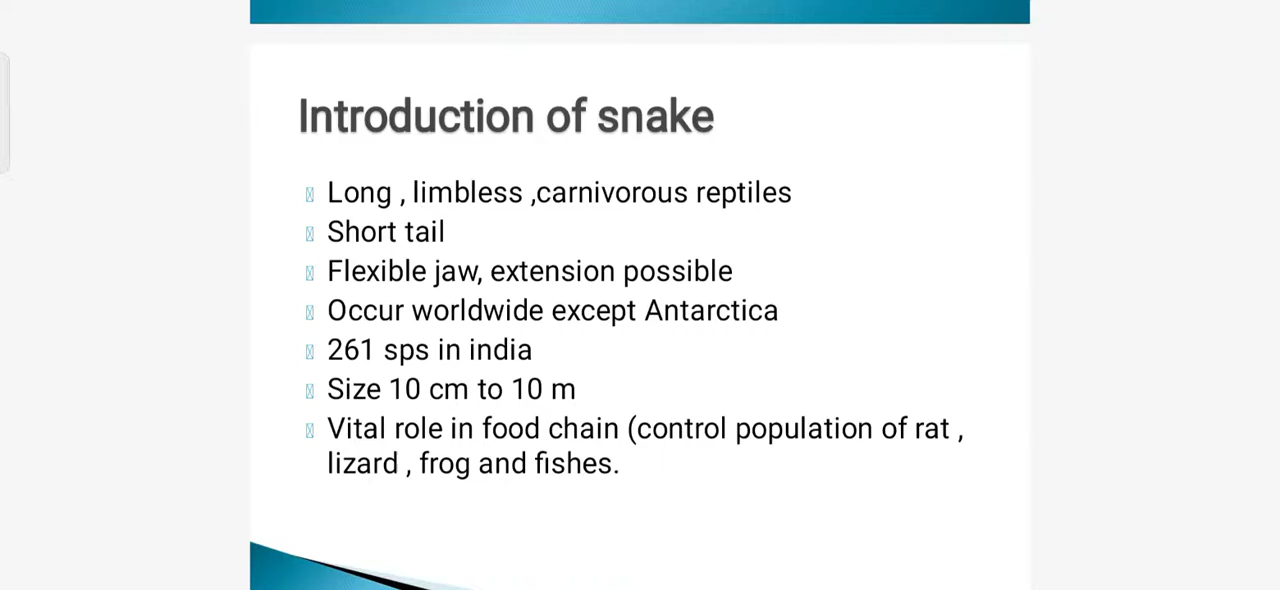 Introduction of snake
Long , limbless ,carnivorous reptiles
Short tail
Flexible jaw, extension possible
Occur worldwide except Antarctica
261 sps in india
Size 10 cm to 10 m
Vital role in food chain (control population of rat ,
lizard , frog and fishes.